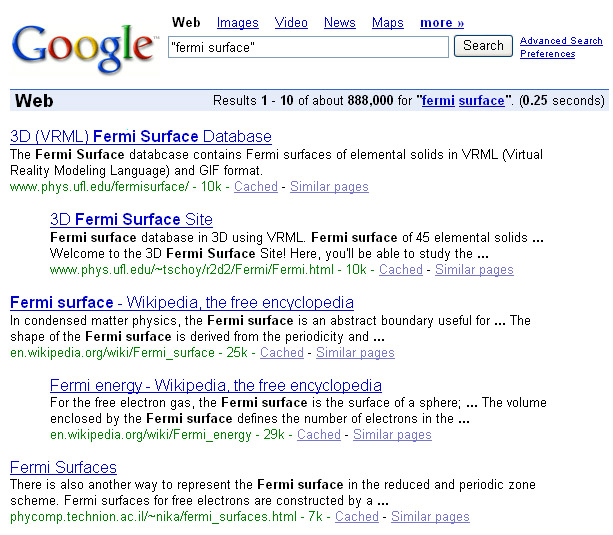 Web Images Video News Maps more »
Google™
"fermi surface" Search Advanced Search
Preferences
Web Results 1 - 10 of about 888,000 for "fermi surface". (0.25 seconds)
3D (VRML) Fermi Surface Database
The Fermi Surface databcase contains Fermi surfaces of elemental solids in VRML (Virtual
Reality Modeling Language) and GIF format.
www.phys.ufl.edu/fermisurface/ - 10k - Cached - Similar pages
3D Fermi Surface Site
Fermi surface database in 3D using VRML. Fermi surface of 45 elemental solids ...
Welcome to the 3D Fermi Surface Site! Here, you'll be able to study the ...
www.phys.ufl.edu/~tschoy/r2d2/Fermi/Fermi.html - 10k - Cached - Similar pages
Fermi surface - Wikipedia, the free encyclopedia
In condensed matter physics, the Fermi surface is an abstract boundary useful for ... The
shape of the Fermi surface is derived from the periodicity and ...
en.wikipedia.org/wiki/Fermi_surface - 25k - Cached - Similar pages
Fermi energy - Wikipedia, the free encyclopedia
For the free electron gas, the Fermi surface is the surface of a sphere; ... The volume
enclosed by the Fermi surface defines the number of electrons in the ...
en.wikipedia.org/wiki/Fermi_energy - 29k - Cached - Similar pages
Fermi Surfaces
There is also another way to represent the Fermi surface in the reduced and periodic zone
scheme. Fermi surfaces for free electrons are constructed by a ...
phycomp.technion.ac.il/~nika/fermi_surfaces.html - 7k - Cached - Similar pages